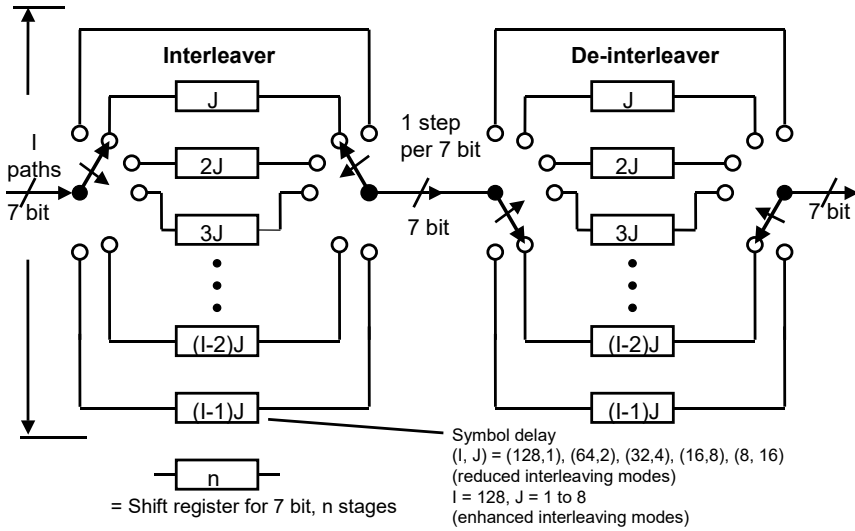 Interleaver
De-interleaver
J
J
I
paths
7 bit
2J
3J
1 step
per 7 bit
7 bit
2J
3J
7 bit
(I-2)J
(I-2)J
(I-1)J
(I-1)J
n
= Shift register for 7 bit, n stages
Symbol delay
(I, J) = (128,1), (64,2), (32,4), (16,8), (8, 16)
(reduced interleaving modes)
I = 128, J = 1 to 8
(enhanced interleaving modes)